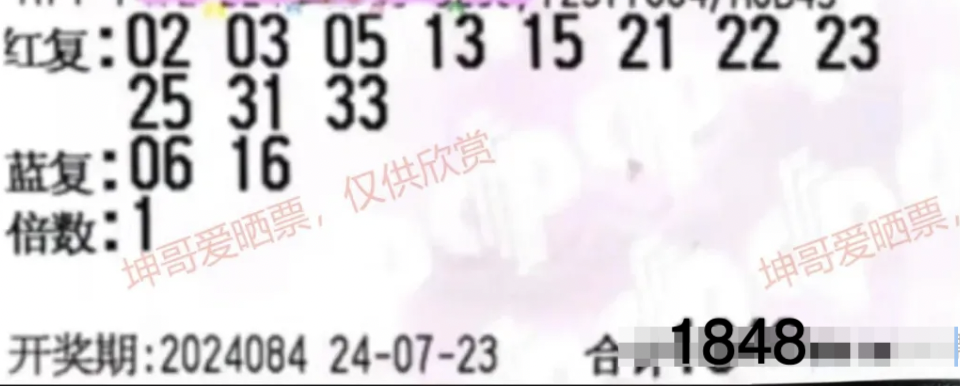 红复:02 03 05 13 15 21 22 23
25 31 33
蓝复:06 16
倍数:1
坤哥爱晒票，仅供欣赏
坤哥爱晒票，
开奖期:2024084 24-07-23 合 1848